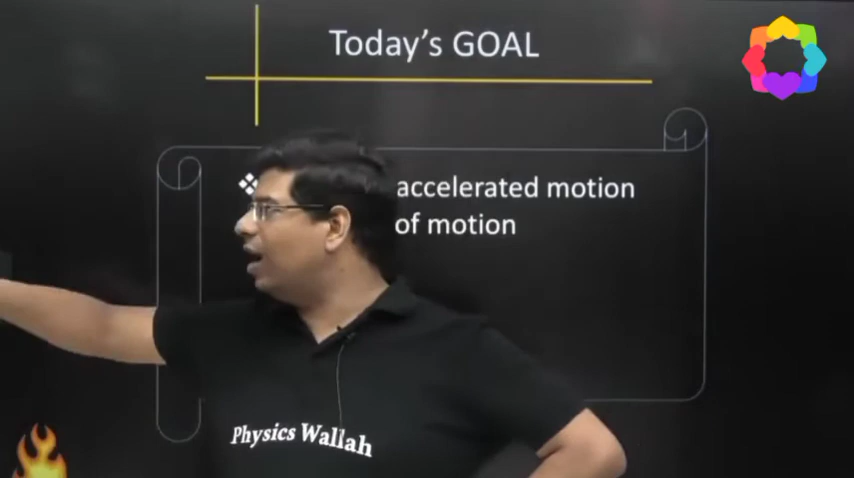 Today's GOAL
accelerated motion
of motion
Physics Wallah